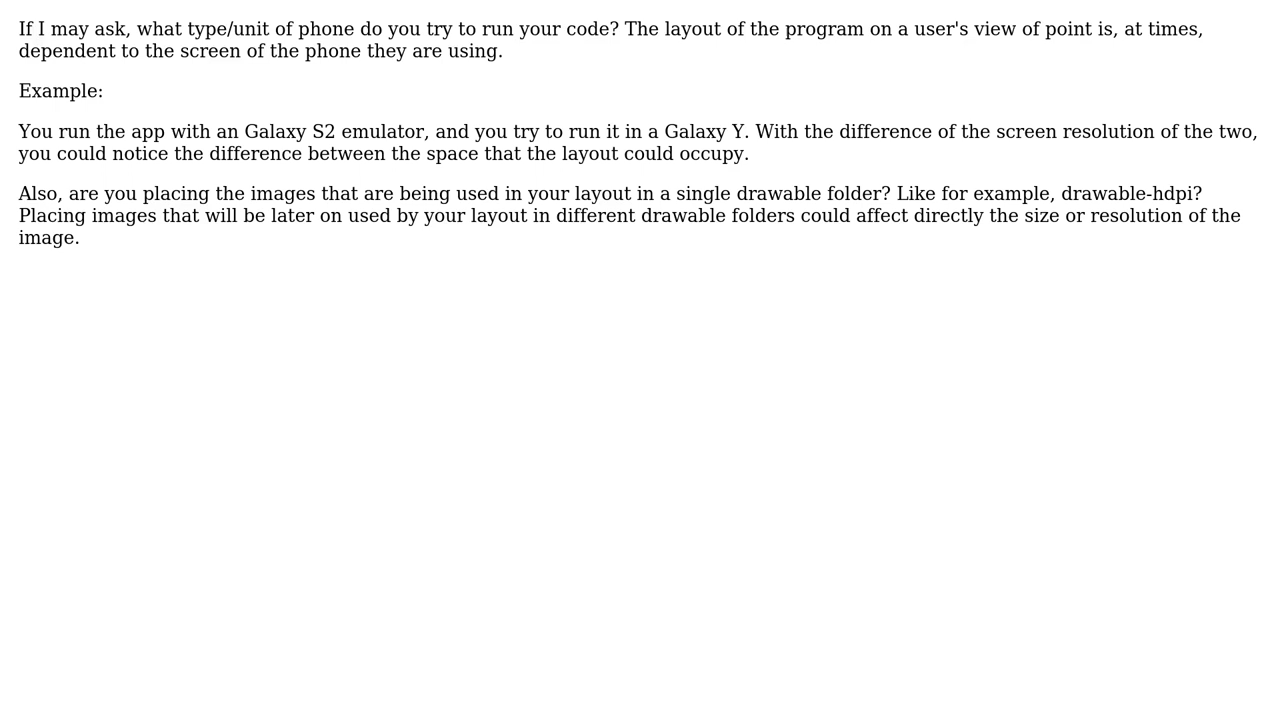 If I may ask, what type/unit of phone do you try to run your code? The layout of the program on a user's view of point is, at times,
dependent to the screen of the phone they are using.
Example:
You run the app with an Galaxy S2 emulator, and you try to run it in a Galaxy Y. With the difference of the screen resolution of the two,
you could notice the difference between the space that the layout could occupy.
Also, are you placing the images that are being used in your layout in a single drawable folder? Like for example, drawable-hdpi?
Placing images that will be later on used by your layout in different drawable folders could affect directly the size or resolution of the
image.